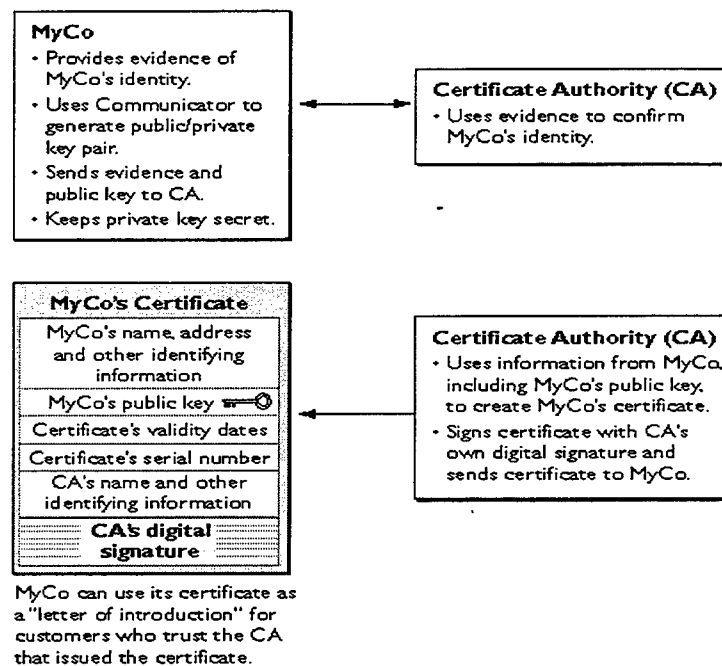 MyCo
• Provides evidence of
MyCo's identity.
• Uses Communicator to
generate public/private
key pair.
• Sends evidence and
public key to CA.
• Keeps private key secret.
Certificate Authority (CA)
• Uses evidence to confirm
MyCo's identity.
MyCo's Certificate
MyCo's name, address
and other identifying
information
MyCo's public key
Certificate's validity dates
Certificate's serial number
CA's name and other
identifying information
CA's digital
signature
Certificate Authority (CA)
• Uses information from MyCo,
including MyCo's public key,
to create MyCo's certificate.
• Signs certificate with CA's
own digital signature and
sends certificate to MyCo.
MyCo can use its certificate as
a "letter of introduction" for
customers who trust the CA
that issued the certificate.